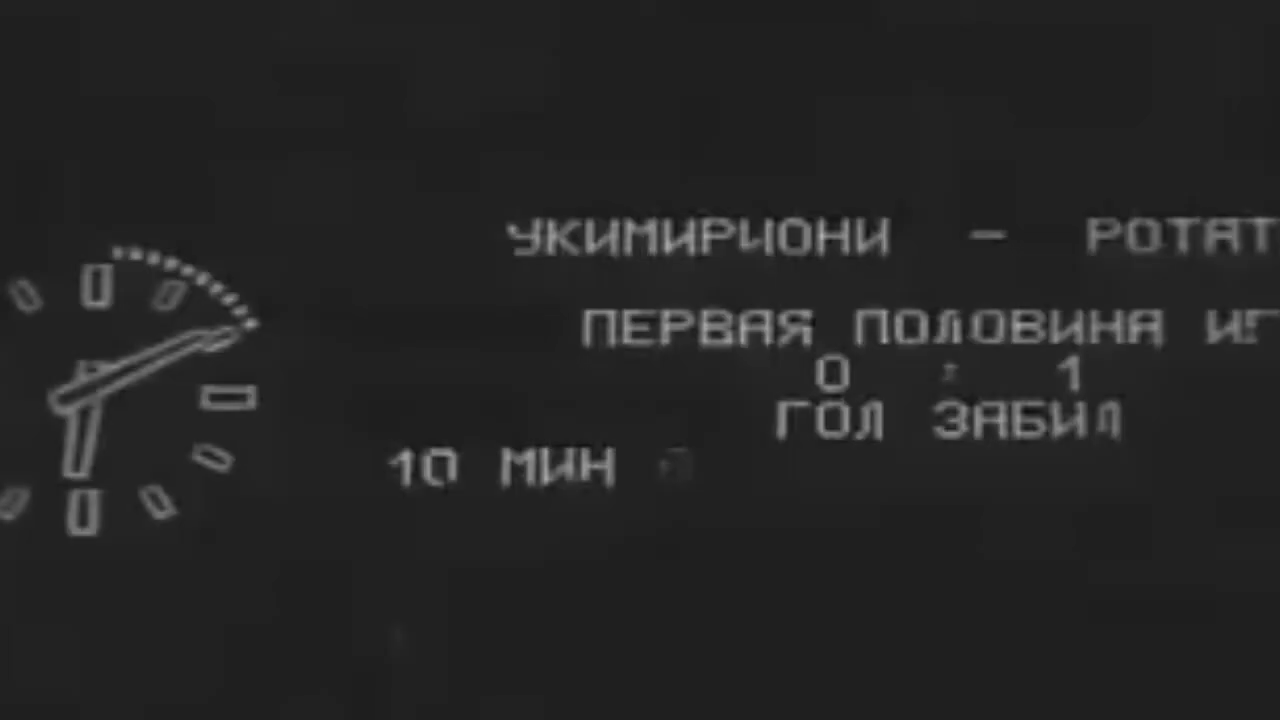 УКИМИРИОНИ – РОТАТ
ПЕРВАЯ ПОЛОВИНА
0 : 1
ГОЛ ЗАБИЛ
10 МИН